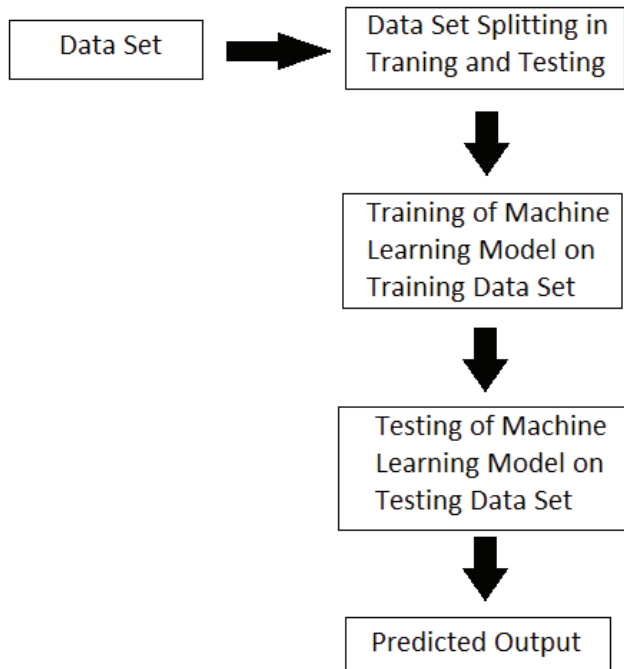 Data Set
Data Set Splitting in
Traning and Testing
Training of Machine
Learning Model on
Training Data Set
Testing of Machine
Learning Model on
Testing Data Set
Predicted Output